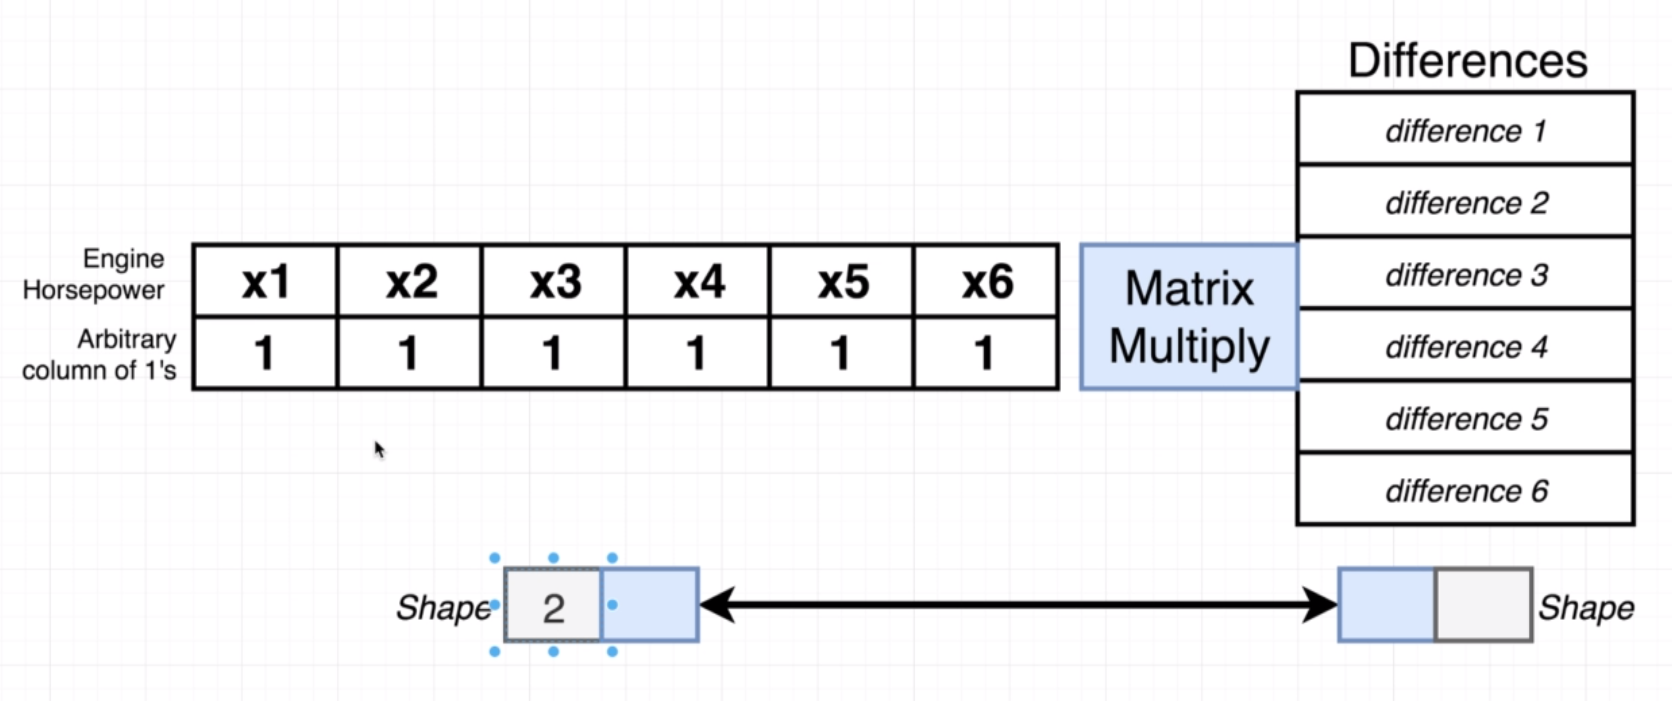 Differences
difference 1
difference 2
difference 3
difference 4
difference 5
difference 6
Engine
Horsepower
x1 x2 x3 x4 x5 x6
Arbitrary
column of 1's
1 1 1 1 1 1
Matrix
Multiply
Shape 2
Shape